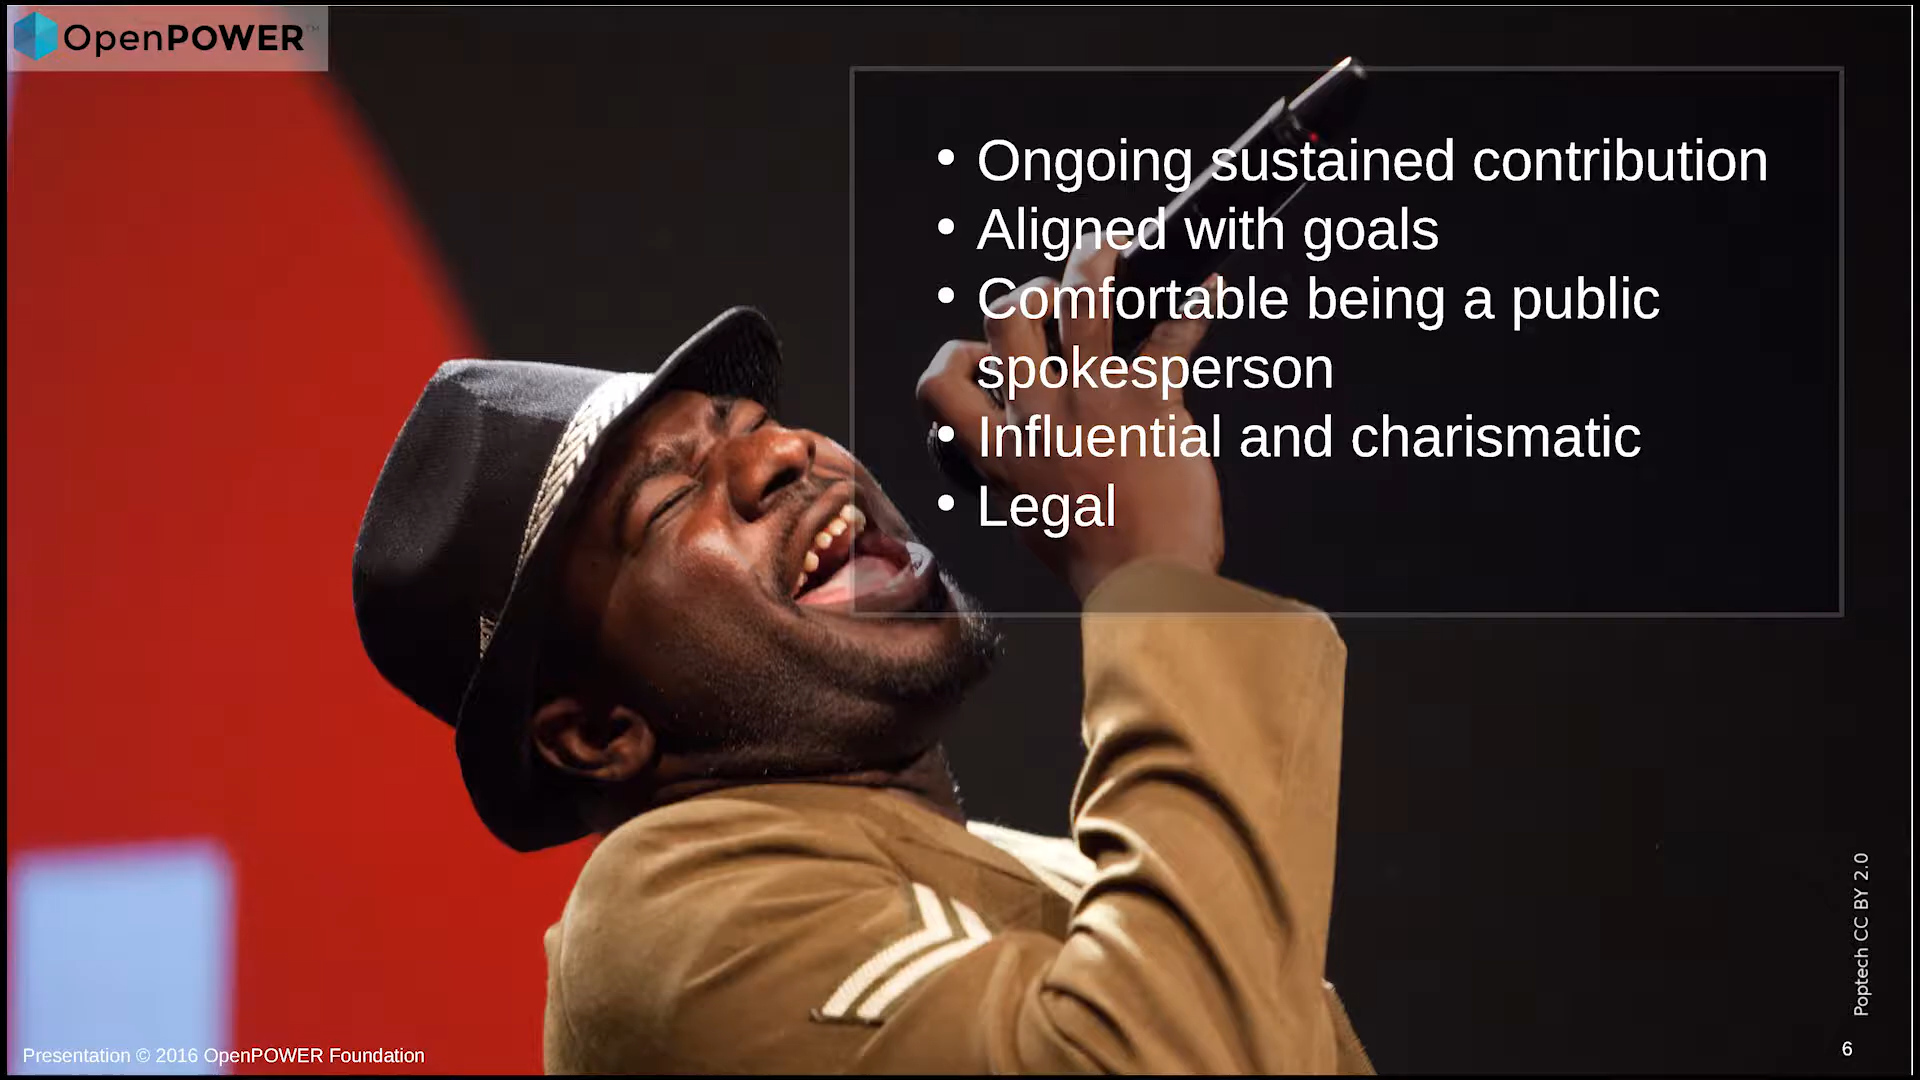 OpenPOWER™
• Ongoing sustained contribution
• Aligned with goals
• Comfortable being a public
spokesperson
• Influential and charismatic
• Legal
Poptech CC BY 2.0
Presentation © 2016 OpenPOWER Foundation
6